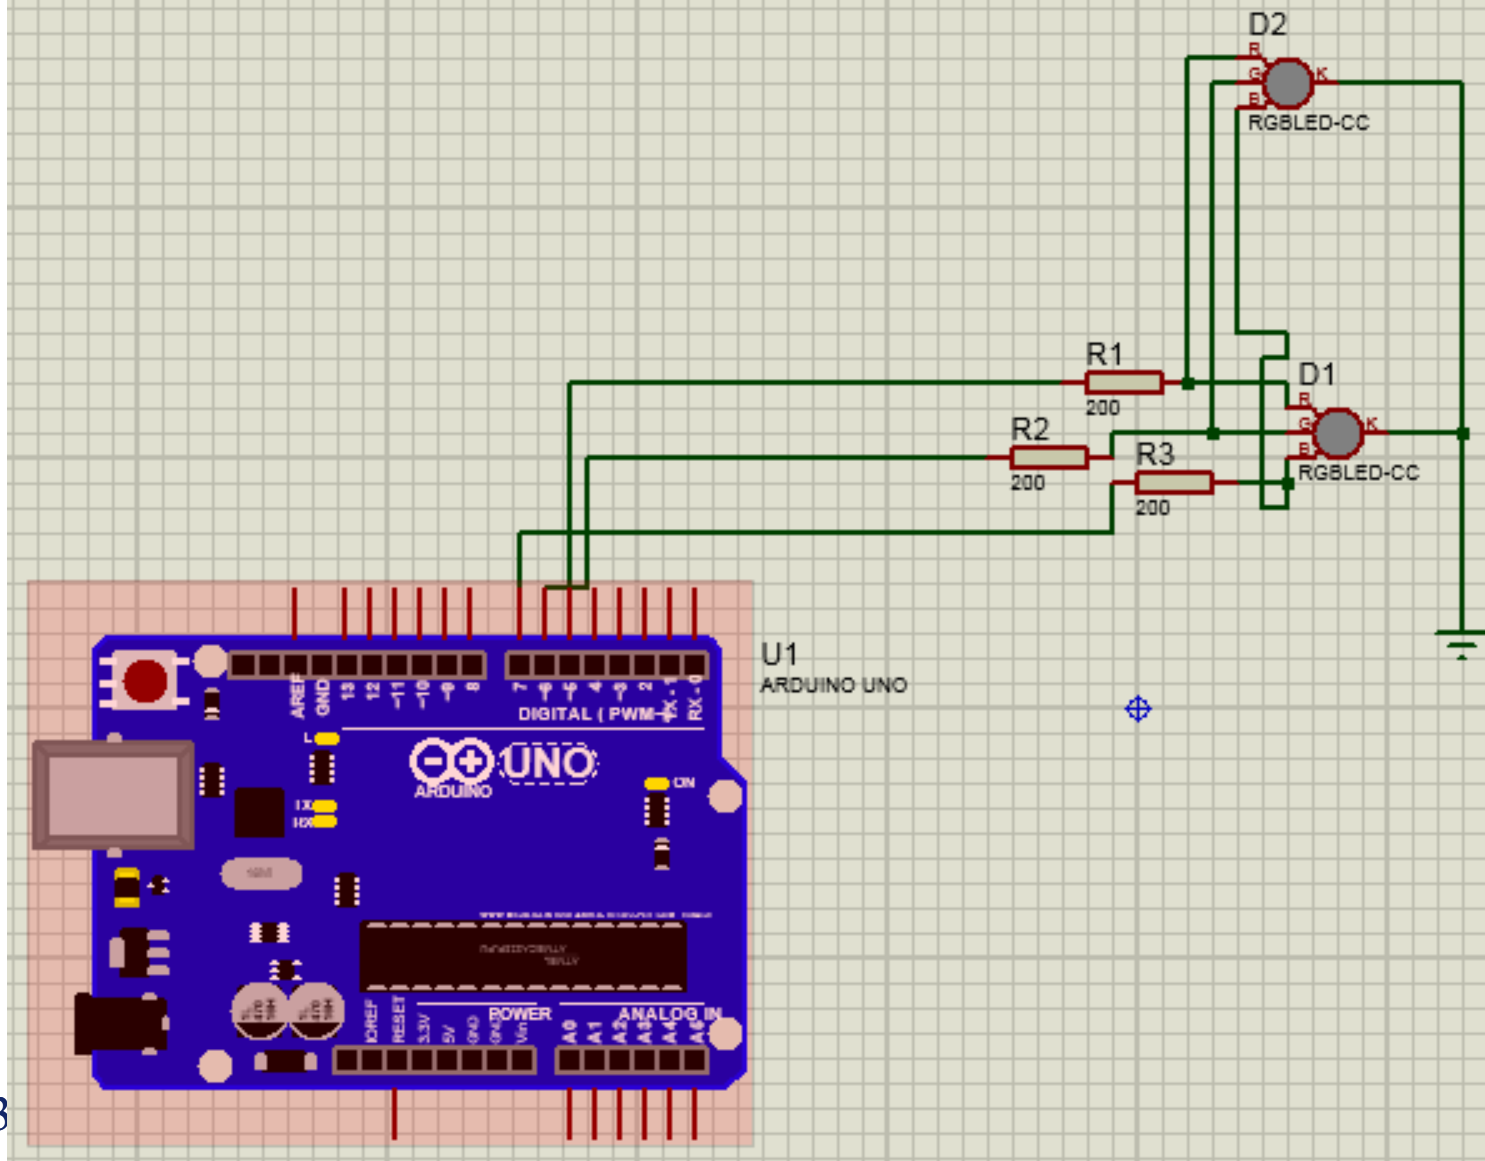 D2
R
G
B
K
RGBLED-CC
R1
200
D1
R
G
B
K
RGBLED-CC
R2
200
R3
200
U1
ARDUINO UNO
AREF
GND
13
12
~11
~10
~9
8
7
~6
~5
4
~3
2
TX - 1
RX - 0
DIGITAL ( PWM~)
L
UNO
ARDUINO
ON
TX
RX
IOREF
RESET
3.3V
5V
GND
GND
Vin
POWER
ANALOG IN
A0
A1
A2
A3
A4
A5
3